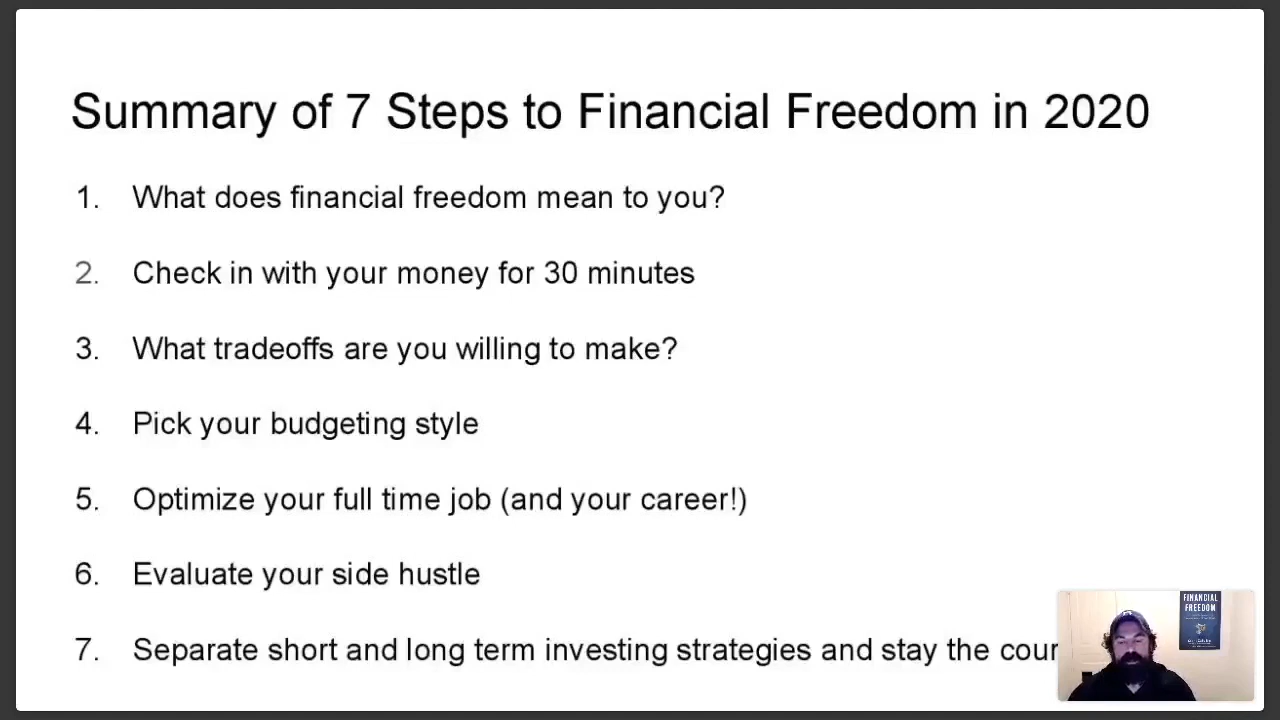 Summary of 7 Steps to Financial Freedom in 2020
1. What does financial freedom mean to you?
2. Check in with your money for 30 minutes
3. What tradeoffs are you willing to make?
4. Pick your budgeting style
5. Optimize your full time job (and your career!)
6. Evaluate your side hustle
7. Separate short and long term investing strategies and stay the cour
FINANCIAL
FREEDOM